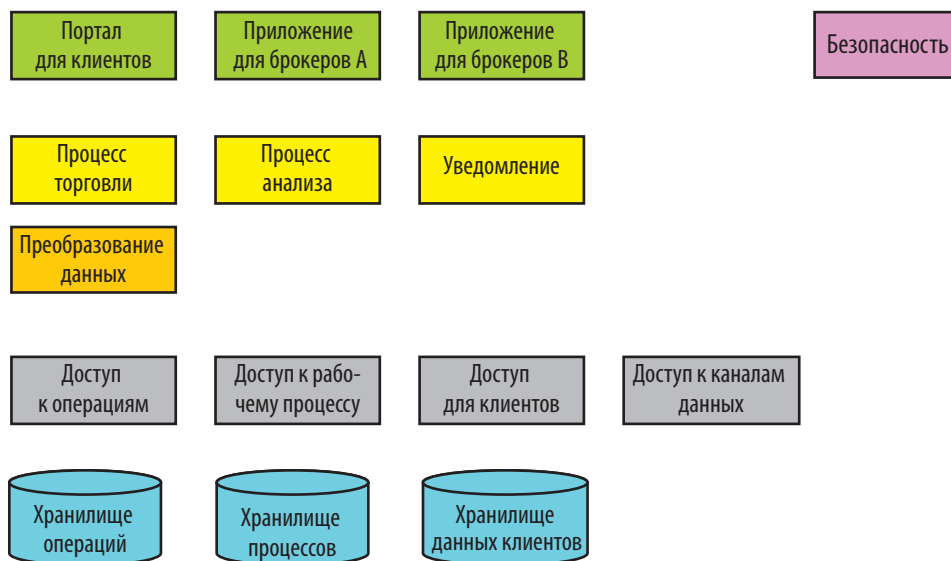 Портал
для клиентов
Приложение
для брокеров А
Приложение
для брокеров В
Безопасность
Процесс
торговли
Процесс
анализа
Уведомление
Преобразование
данных
Доступ
к операциям
Доступ к рабо-
чему процессу
Доступ
для клиентов
Доступ к каналам
данных
Хранилище
операций
Хранилище
процессов
Хранилище
данных клиентов